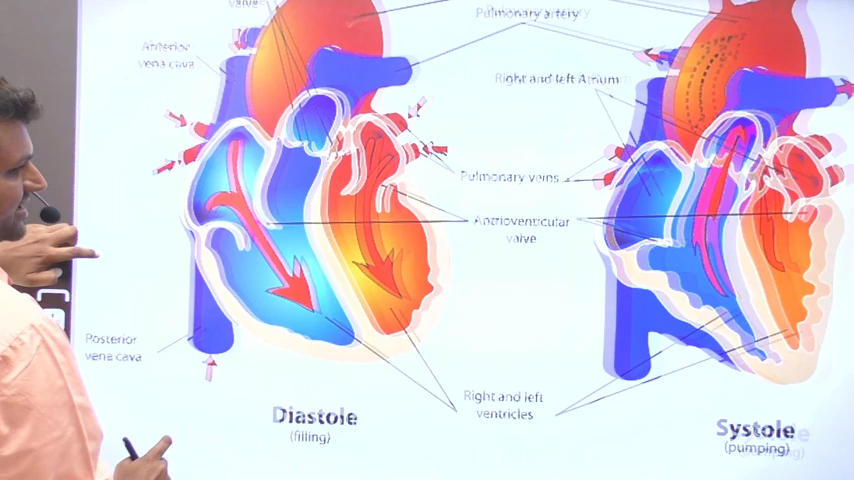 valve
Pulmonary artery
Anterior
vena cava
Right and left Atrium
Pulmonary veins
Antrioventicular
valve
Posterior
vena cava
Right and left
ventricles
Diastole
(filling)
Systole
(pumping)